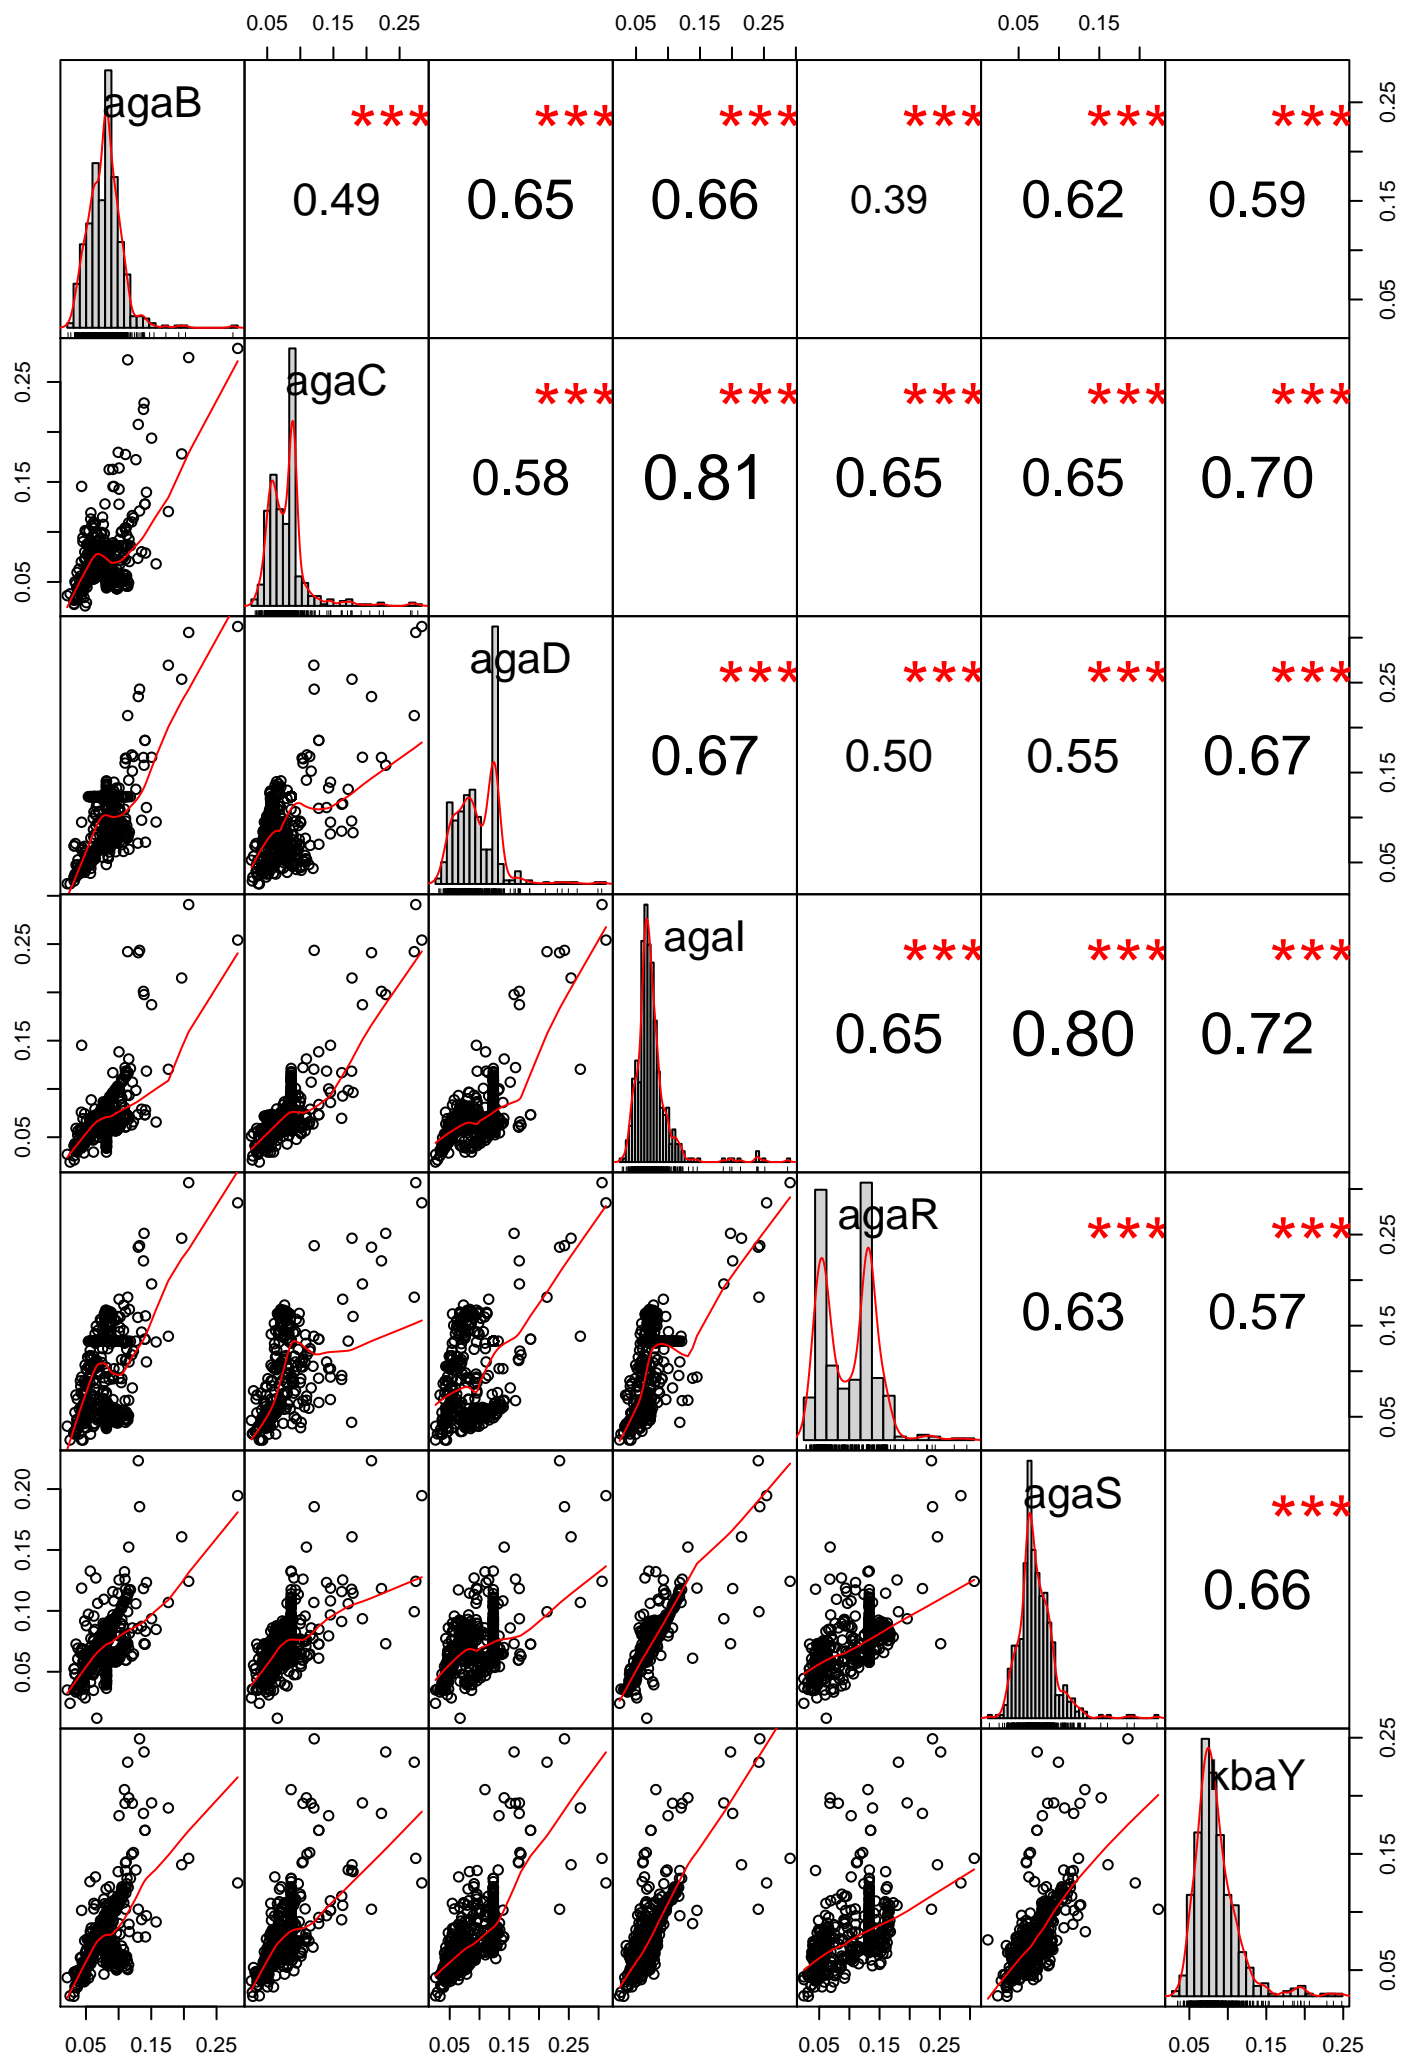 0.05 0.15 0.25 0.05 0.15 0.25 0.05 0.15
agaB *** *** *** *** *** ***
0.49 0.65 0.66 0.39 0.62 0.59
0.05 0.15 0.25
agaC *** *** *** *** ***
0.58 0.81 0.65 0.65 0.70
0.05 0.15 0.25
agaD *** *** *** ***
0.67 0.50 0.55 0.67
0.05 0.15 0.25
agaI *** *** ***
0.65 0.80 0.72
0.05 0.15 0.25
agaR *** ***
0.63 0.57
0.05 0.15 0.25
agaS ***
0.66
0.05 0.10 0.15 0.20
kbaY
0.05 0.15 0.25
0.05 0.15 0.25 0.05 0.15 0.25 0.05 0.15 0.25 0.05 0.15 0.25